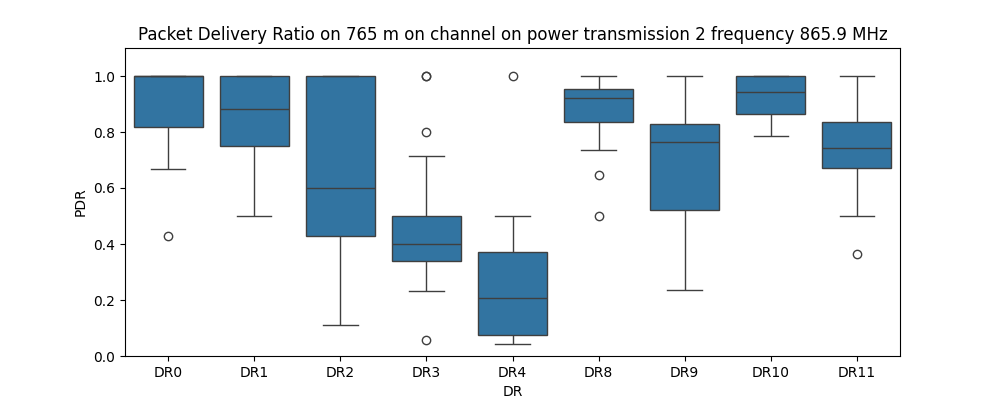 Packet Delivery Ratio on 765 m on channel on power transmission 2 frequency 865.9 MHz
1.0
0.8
0.6
0.4
0.2
0.0
PDR
DR0 DR1 DR2 DR3 DR4 DR8 DR9 DR10 DR11
DR